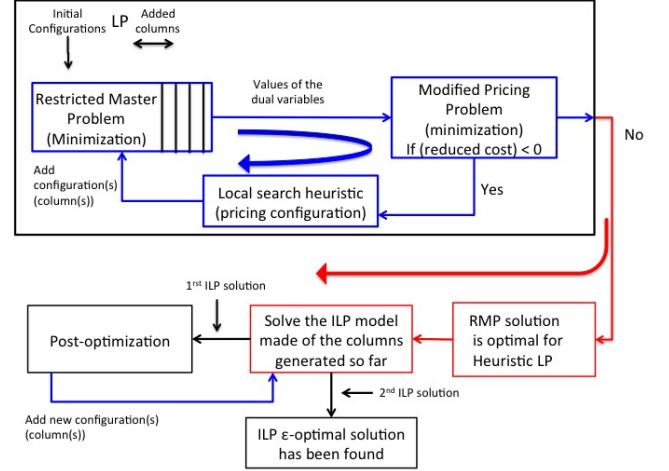 Initial
Configurations
LP
Added
columns
Restricted Master
Problem
(Minimization)
Values of the
dual variables
Modified Pricing
Problem
(minimization)
If (reduced cost) < 0
No
Add
configuration(s)
(column(s))
Local search heuristic
(pricing configuration)
Yes
1rst ILP solution
Post-optimization
Solve the ILP model
made of the columns
generated so far
RMP solution
is optimal for
Heuristic LP
2nd ILP solution
Add new configuration(s)
(column(s))
ILP ε-optimal solution
has been found